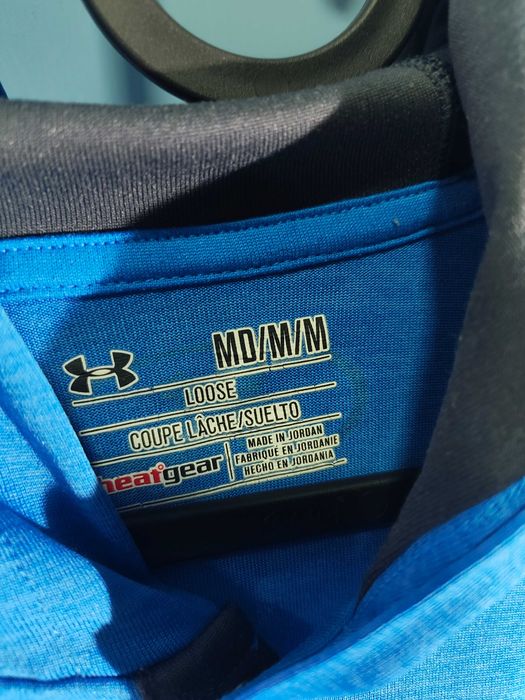 MD/M/M
LOOSE
COUPE LÂCHE/SUELTO
heatgear
MADE IN JORDAN
FABRIQUÉ EN JORDANIE
HECHO EN JORDANIA